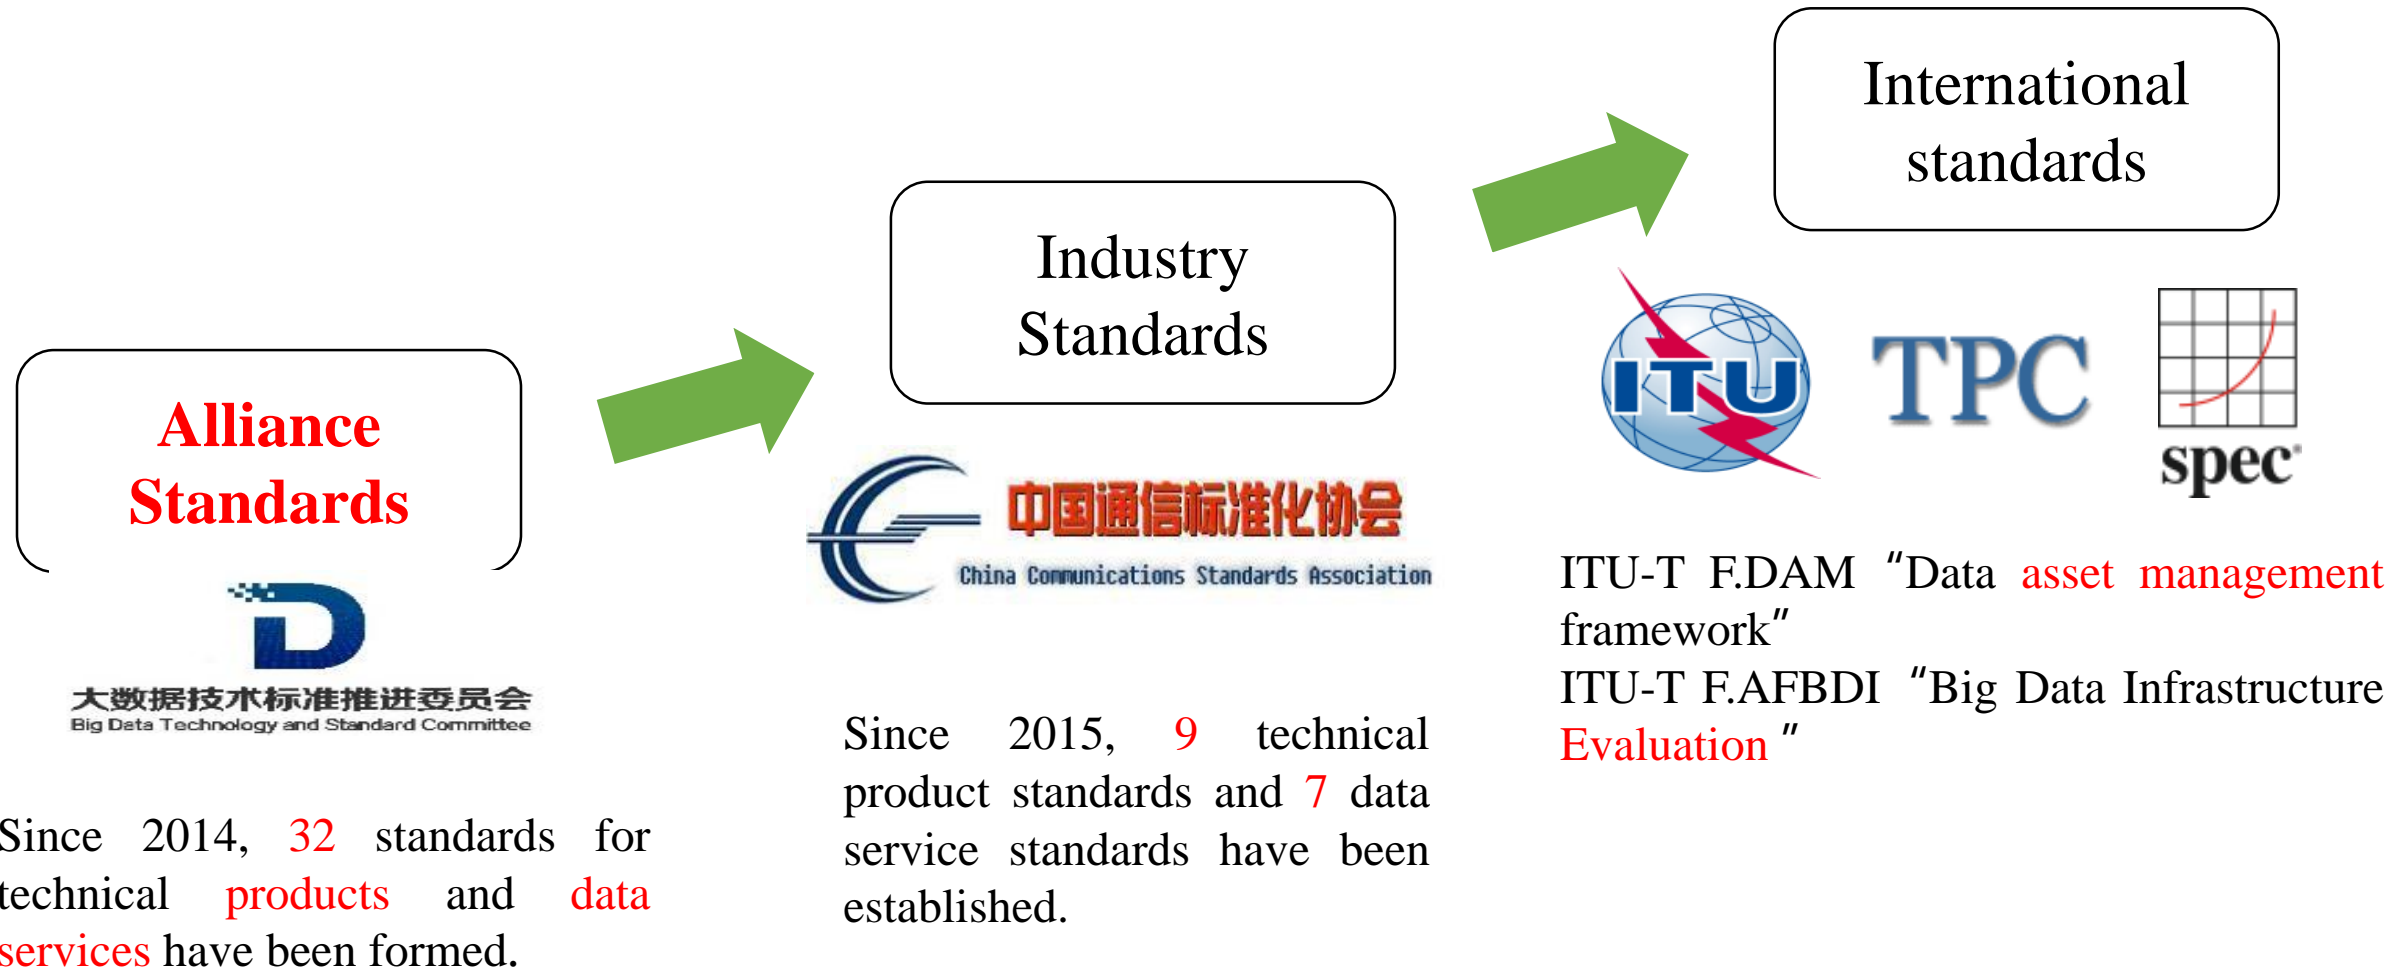 Alliance
Standards
大数据技术标准推进委员会
Big Data Technology and Standard Committee
Since 2014, 32 standards for
technical products and data
services have been formed.
Industry
Standards
中国通信标准化协会
China Communications Standards Association
Since 2015, 9 technical
product standards and 7 data
service standards have been
established.
International
standards
ITU
TPC
spec®
ITU-T F.DAM “Data asset management
framework”
ITU-T F.AFBDI “Big Data Infrastructure
Evaluation ”